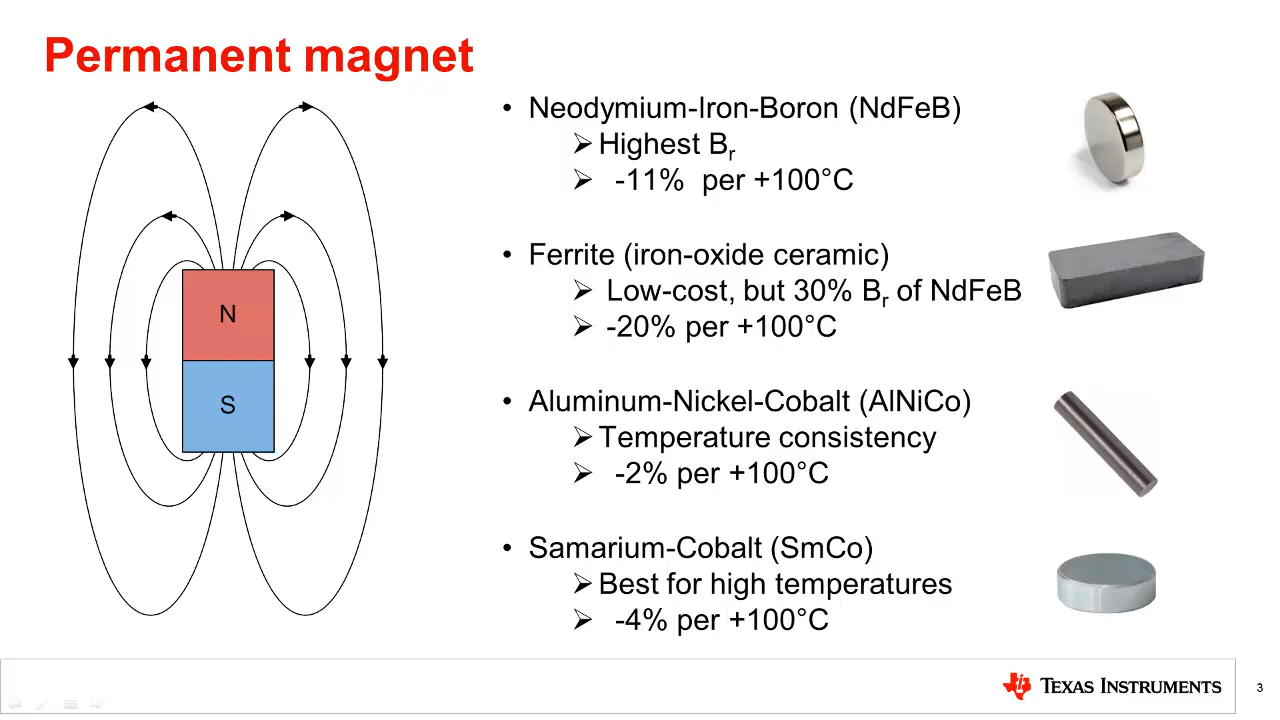 Permanent magnet
N
S
• Neodymium-Iron-Boron (NdFeB)
➢ Highest Br
➢ -11% per +100°C
• Ferrite (iron-oxide ceramic)
➢ Low-cost, but 30% Br of NdFeB
➢ -20% per +100°C
• Aluminum-Nickel-Cobalt (AlNiCo)
➢ Temperature consistency
➢ -2% per +100°C
• Samarium-Cobalt (SmCo)
➢ Best for high temperatures
➢ -4% per +100°C
TEXAS INSTRUMENTS
3